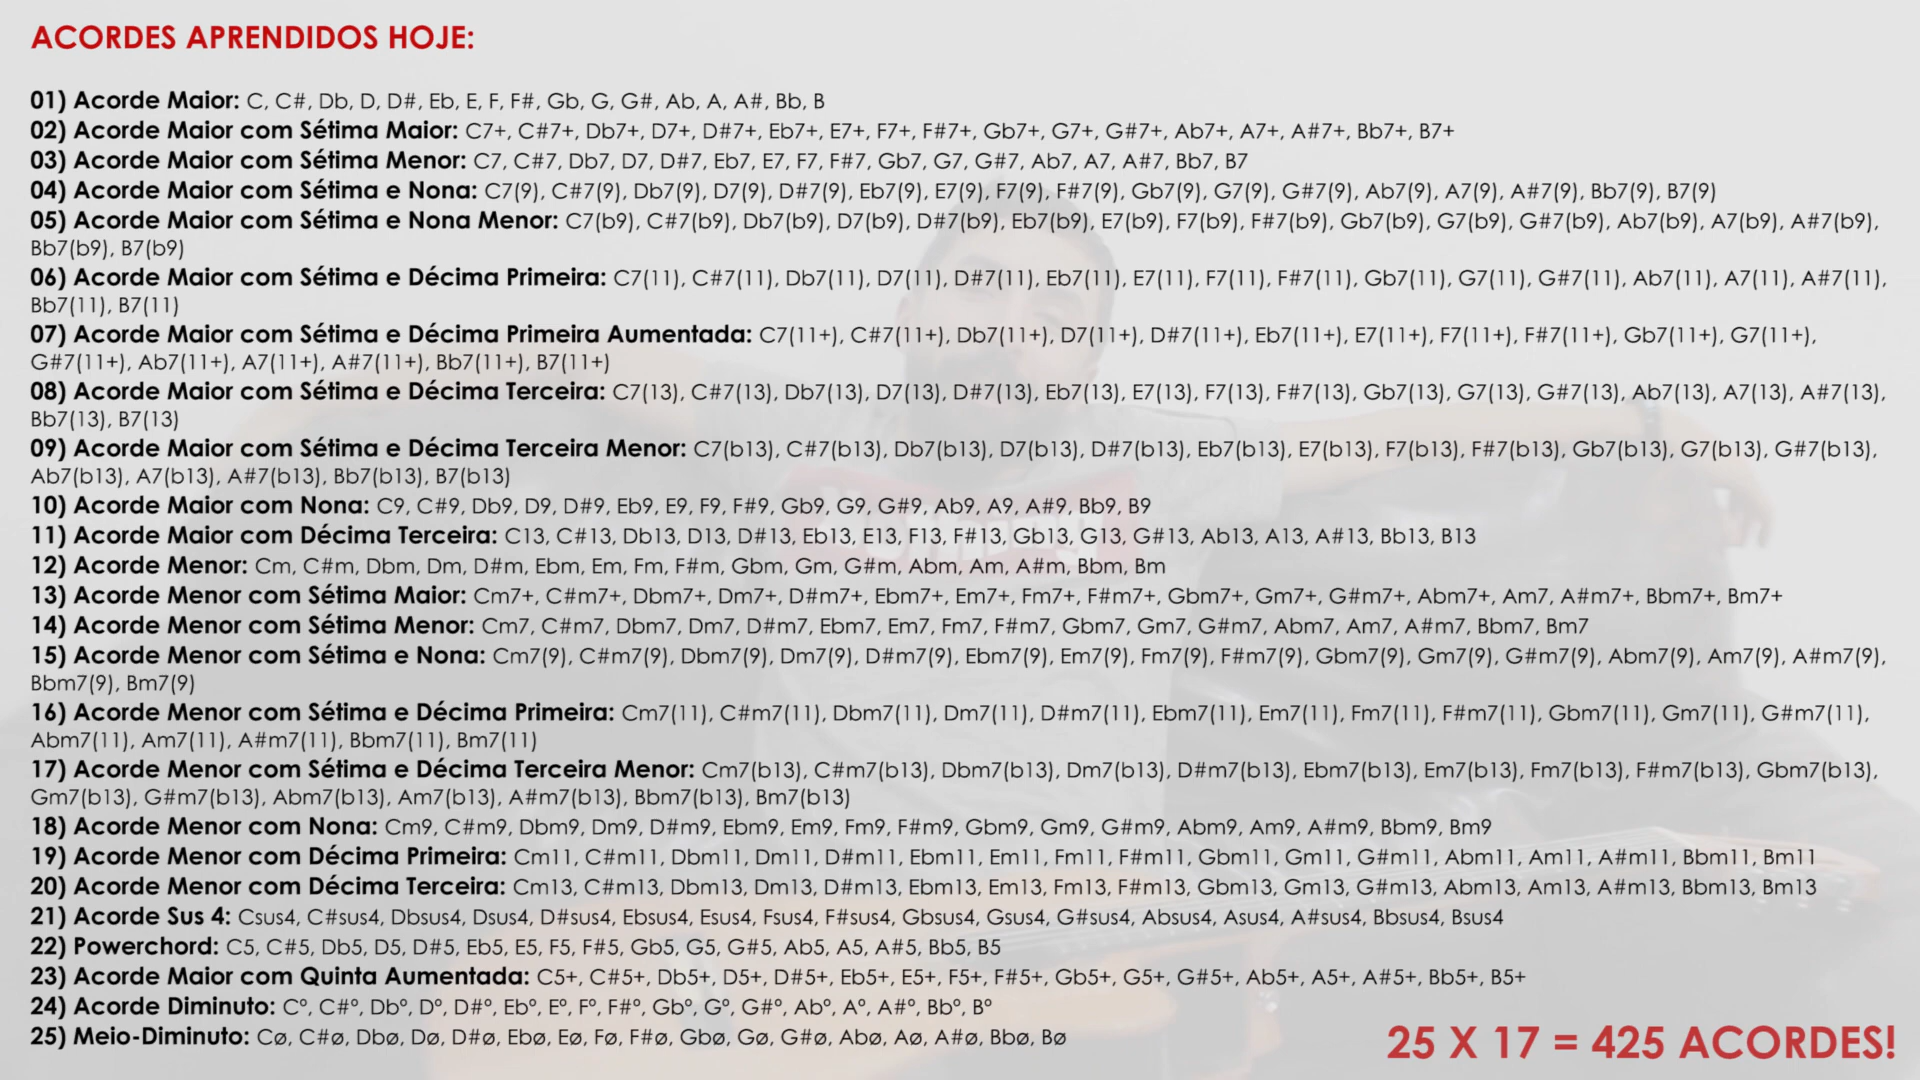 ACORDES APRENDIDOS HOJE:
01) Acorde Maior: C, C#, Db, D, D#, Eb, E, F, F#, Gb, G, G#, Ab, A, A#, Bb, B
02) Acorde Maior com Sétima Maior: C7+, C#7+, Db7+, D7+, D#7+, Eb7+, E7+, F7+, F#7+, Gb7+, G7+, G#7+, Ab7+, A7+, A#7+, Bb7+, B7+
03) Acorde Maior com Sétima Menor: C7, C#7, Db7, D7, D#7, Eb7, E7, F7, F#7, Gb7, G7, G#7, Ab7, A7, A#7, Bb7, B7
04) Acorde Maior com Sétima e Nona: C7(9), C#7(9), Db7(9), D7(9), D#7(9), Eb7(9), E7(9), F7(9), F#7(9), Gb7(9), G7(9), G#7(9), Ab7(9), A7(9), A#7(9), Bb7(9), B7(9)
05) Acorde Maior com Sétima e Nona Menor: C7(b9), C#7(b9), Db7(b9), D7(b9), D#7(b9), Eb7(b9), E7(b9), F7(b9), F#7(b9), Gb7(b9), G7(b9), G#7(b9), Ab7(b9), A7(b9), A#7(b9),
Bb7(b9), B7(b9)
06) Acorde Maior com Sétima e Décima Primeira: C7(11), C#7(11), Db7(11), D7(11), D#7(11), Eb7(11), E7(11), F7(11), F#7(11), Gb7(11), G7(11), G#7(11), Ab7(11), A7(11), A#7(11),
Bb7(11), B7(11)
07) Acorde Maior com Sétima e Décima Primeira Aumentada: C7(11+), C#7(11+), Db7(11+), D7(11+), D#7(11+), Eb7(11+), E7(11+), F7(11+), F#7(11+), Gb7(11+), G7(11+),
G#7(11+), Ab7(11+), A7(11+), A#7(11+), Bb7(11+), B7(11+)
08) Acorde Maior com Sétima e Décima Terceira: C7(13), C#7(13), Db7(13), D7(13), D#7(13), Eb7(13), E7(13), F7(13), F#7(13), Gb7(13), G7(13), G#7(13), Ab7(13), A7(13), A#7(13),
Bb7(13), B7(13)
09) Acorde Maior com Sétima e Décima Terceira Menor: C7(b13), C#7(b13), Db7(b13), D7(b13), D#7(b13), Eb7(b13), E7(b13), F7(b13), F#7(b13), Gb7(b13), G7(b13), G#7(b13),
Ab7(b13), A7(b13), A#7(b13), Bb7(b13), B7(b13)
10) Acorde Maior com Nona: C9, C#9, Db9, D9, D#9, Eb9, E9, F9, F#9, Gb9, G9, G#9, Ab9, A9, A#9, Bb9, B9
11) Acorde Maior com Décima Terceira: C13, C#13, Db13, D13, D#13, Eb13, E13, F13, F#13, Gb13, G13, G#13, Ab13, A13, A#13, Bb13, B13
12) Acorde Menor: Cm, C#m, Dbm, Dm, D#m, Ebm, Em, Fm, F#m, Gbm, Gm, G#m, Abm, Am, A#m, Bbm, Bm
13) Acorde Menor com Sétima Maior: Cm7+, C#m7+, Dbm7+, Dm7+, D#m7+, Ebm7+, Em7+, Fm7+, F#m7+, Gbm7+, Gm7+, G#m7+, Abm7+, Am7, A#m7+, Bbm7+, Bm7+
14) Acorde Menor com Sétima Menor: Cm7, C#m7, Dbm7, Dm7, D#m7, Ebm7, Em7, Fm7, F#m7, Gbm7, Gm7, G#m7, Abm7, Am7, A#m7, Bbm7, Bm7
15) Acorde Menor com Sétima e Nona: Cm7(9), C#m7(9), Dbm7(9), Dm7(9), D#m7(9), Ebm7(9), Em7(9), Fm7(9), F#m7(9), Gbm7(9), Gm7(9), G#m7(9), Abm7(9), Am7(9), A#m7(9),
Bbm7(9), Bm7(9)
16) Acorde Menor com Sétima e Décima Primeira: Cm7(11), C#m7(11), Dbm7(11), Dm7(11), D#m7(11), Ebm7(11), Em7(11), Fm7(11), F#m7(11), Gbm7(11), Gm7(11), G#m7(11),
Abm7(11), Am7(11), A#m7(11), Bbm7(11), Bm7(11)
17) Acorde Menor com Sétima e Décima Terceira Menor: Cm7(b13), C#m7(b13), Dbm7(b13), Dm7(b13), D#m7(b13), Ebm7(b13), Em7(b13), Fm7(b13), F#m7(b13), Gbm7(b13),
Gm7(b13), G#m7(b13), Abm7(b13), Am7(b13), A#m7(b13), Bbm7(b13), Bm7(b13)
18) Acorde Menor com Nona: Cm9, C#m9, Dbm9, Dm9, D#m9, Ebm9, Em9, Fm9, F#m9, Gbm9, Gm9, G#m9, Abm9, Am9, A#m9, Bbm9, Bm9
19) Acorde Menor com Décima Primeira: Cm11, C#m11, Dbm11, Dm11, D#m11, Ebm11, Em11, Fm11, F#m11, Gbm11, Gm11, G#m11, Abm11, Am11, A#m11, Bbm11, Bm11
20) Acorde Menor com Décima Terceira: Cm13, C#m13, Dbm13, Dm13, D#m13, Ebm13, Em13, Fm13, F#m13, Gbm13, Gm13, G#m13, Abm13, Am13, A#m13, Bbm13, Bm13
21) Acorde Sus 4: Csus4, C#sus4, Dbsus4, Dsus4, D#sus4, Ebsus4, Esus4, Fsus4, F#sus4, Gbsus4, Gsus4, G#sus4, Absus4, Asus4, A#sus4, Bbsus4, Bsus4
22) Powerchord: C5, C#5, Db5, D5, D#5, Eb5, E5, F5, F#5, Gb5, G5, G#5, Ab5, A5, A#5, Bb5, B5
23) Acorde Maior com Quinta Aumentada: C5+, C#5+, Db5+, D5+, D#5+, Eb5+, E5+, F5+, F#5+, Gb5+, G5+, G#5+, Ab5+, A5+, A#5+, Bb5+, B5+
24) Acorde Diminuto: Cº, C#º, Dbº, Dº, D#º, Ebº, Eº, Fº, F#º, Gbº, Gº, G#º, Abº, Aº, A#º, Bbº, Bº
25) Meio-Diminuto: Cø, C#ø, Dbø, Dø, D#ø, Ebø, Eø, Fø, F#ø, Gbø, Gø, G#ø, Abø, Aø, A#ø, Bbø, Bø
25 X 17 = 425 ACORDES!